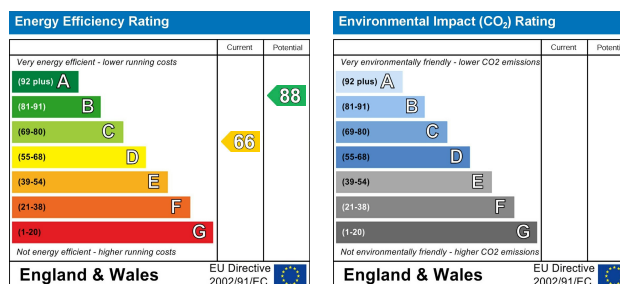 Energy Efficiency Rating
Current Potential
Very energy efficient - lower running costs
(92 plus) A
(81-91) B
(69-80) C
(55-68) D
(39-54) E
(21-38) F
(1-20) G
66
88
Not energy efficient - higher running costs
England & Wales
EU Directive
2002/91/EC
Environmental Impact (CO2) Rating
Current Potenti
Very environmentally friendly - lower CO2 emissions
(92 plus) A
(81-91) B
(69-80) C
(55-68) D
(39-54) E
(21-38) F
(1-20) G
Not environmentally friendly - higher CO2 emissions
England & Wales
EU Directive
2002/91/EC